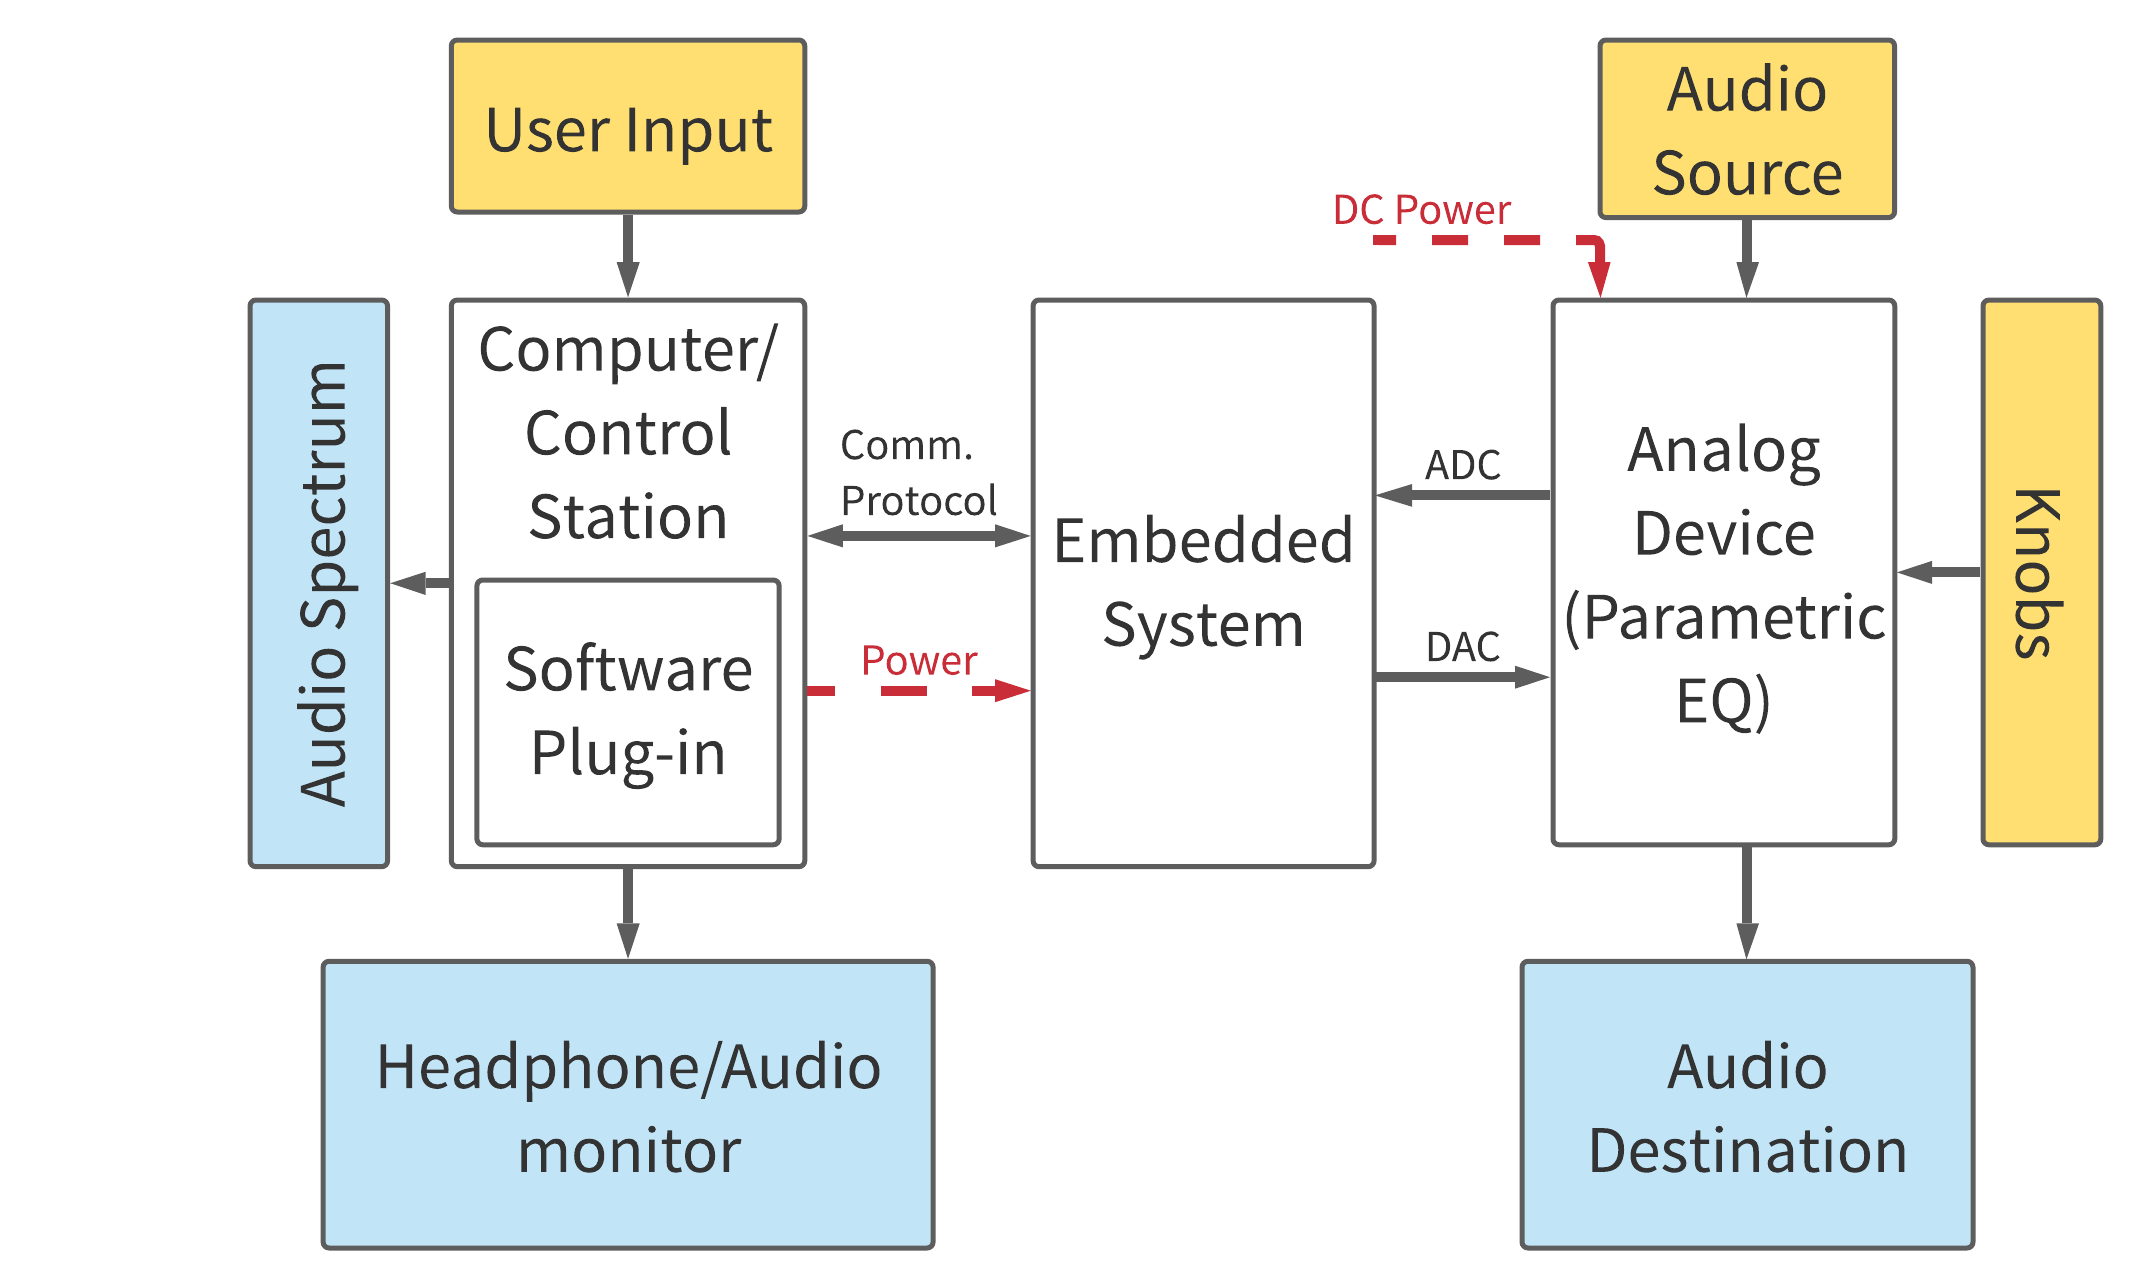 User Input
Audio
Source
DC Power
Audio Spectrum
Computer/
Control
Station
Software
Plug-in
Comm.
Protocol
Power
Embedded
System
ADC
DAC
Analog
Device
(Parametric
EQ)
Knobs
Headphone/Audio
monitor
Audio
Destination